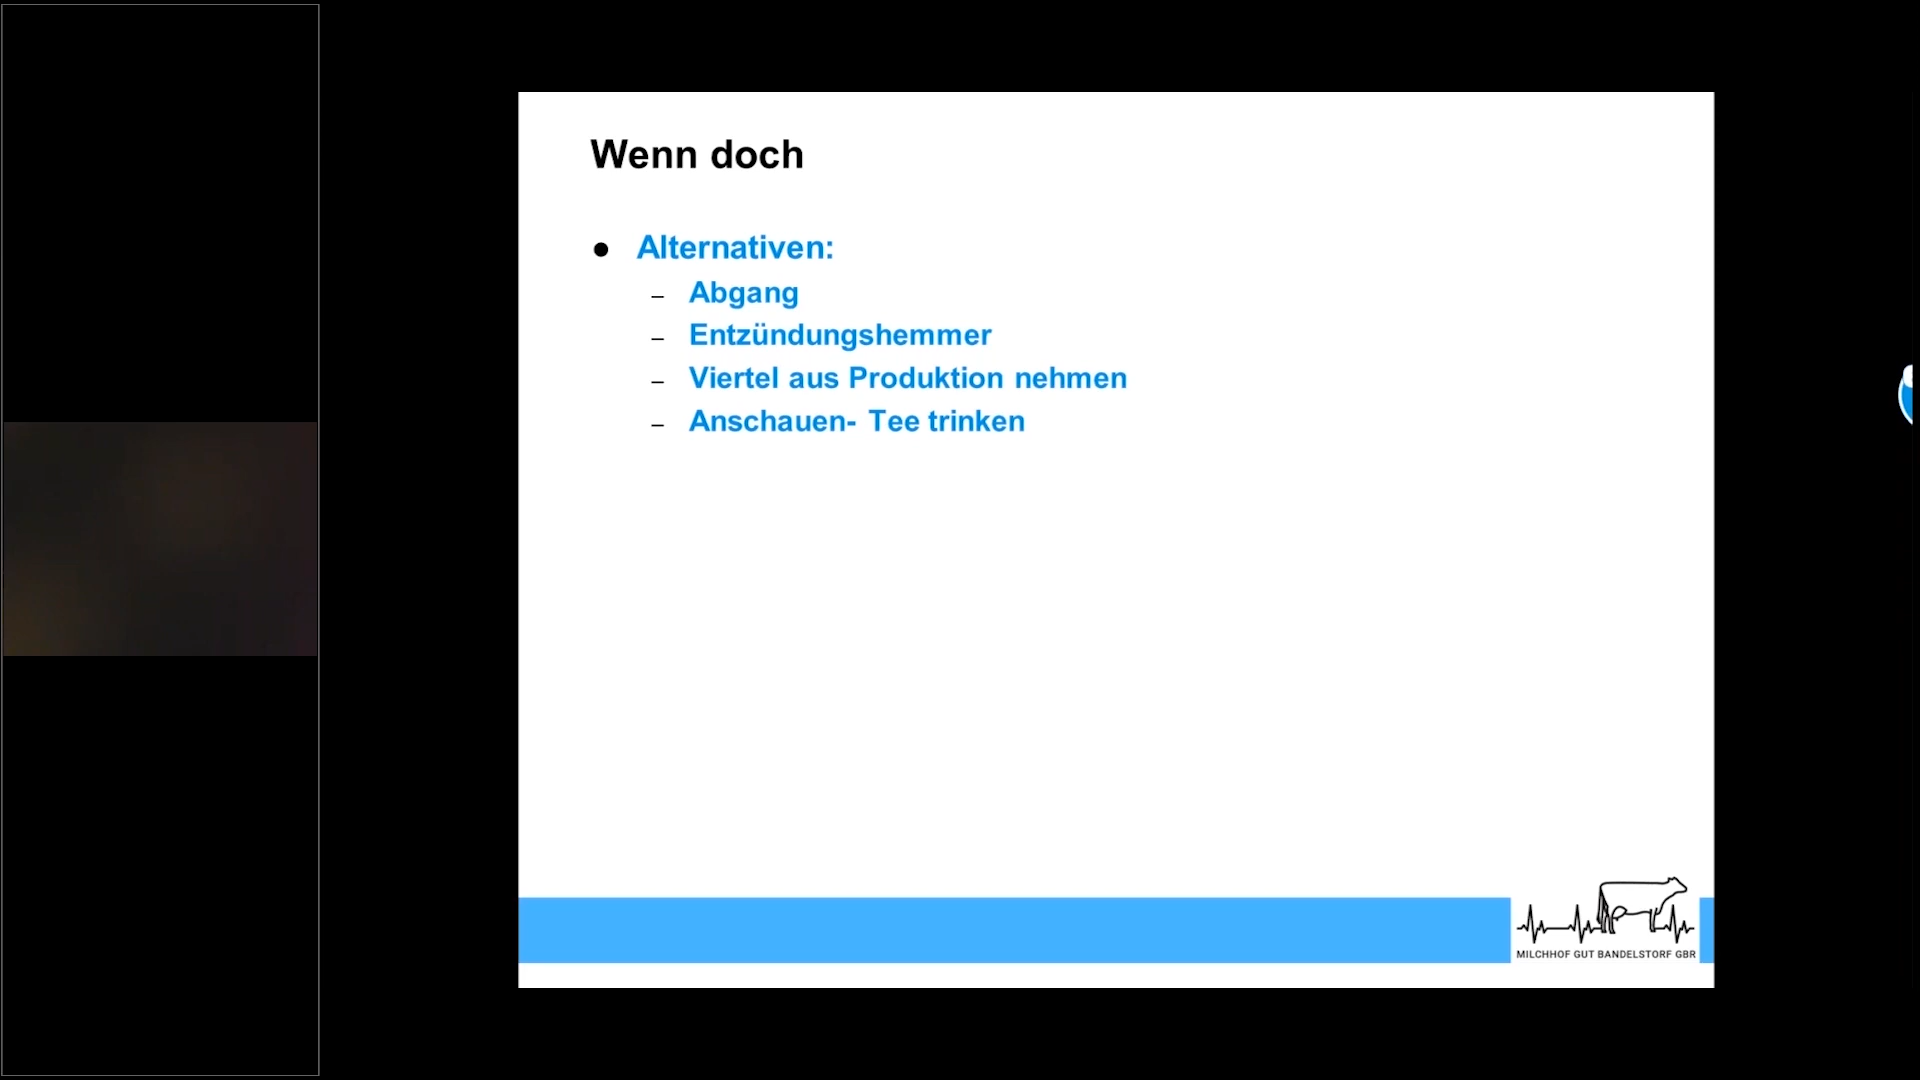 Wenn doch
● Alternativen:
– Abgang
– Entzündungshemmer
– Viertel aus Produktion nehmen
– Anschauen- Tee trinken
MILCHHOF GUT BANDELSTORF GBR